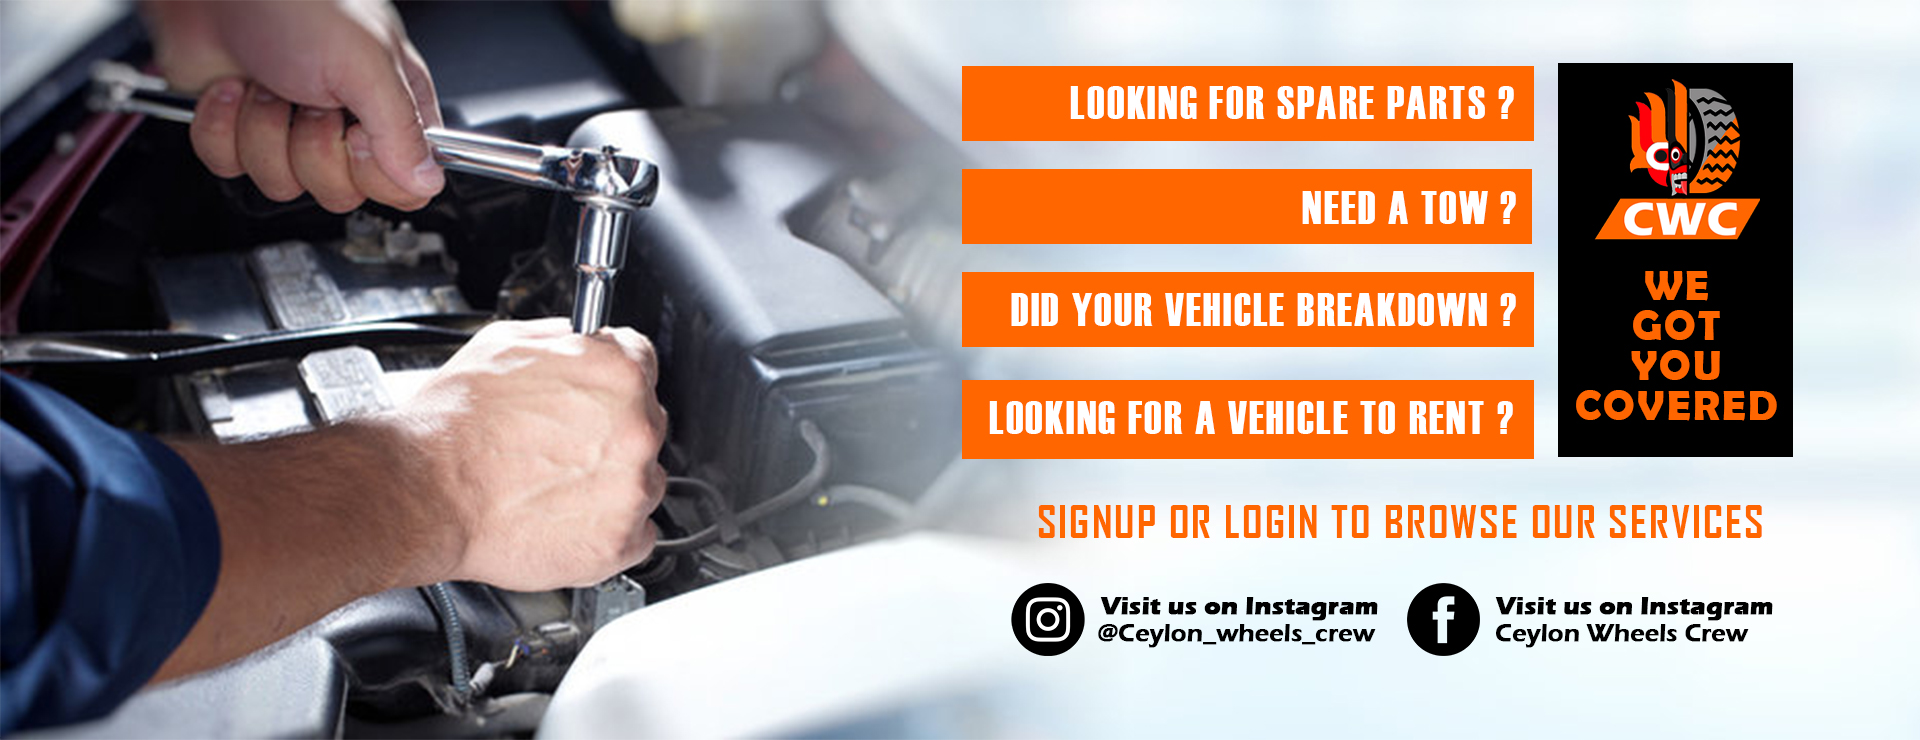 LOOKING FOR SPARE PARTS ?
NEED A TOW ?
DID YOUR VEHICLE BREAKDOWN ?
LOOKING FOR A VEHICLE TO RENT ?
CWC
WE
GOT
YOU
COVERED
SIGNUP OR LOGIN TO BROWSE OUR SERVICES
Visit us on Instagram
@Ceylon_wheels_crew
Visit us on Instagram
Ceylon Wheels Crew